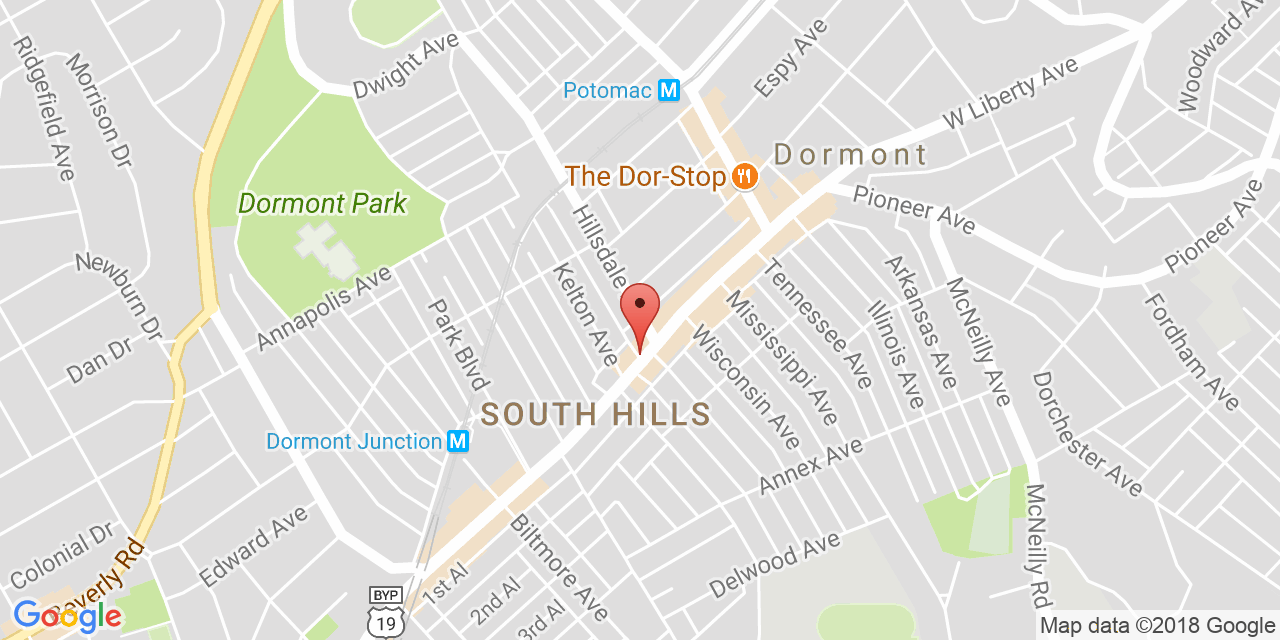 Ridgefield Ave
Morrison Dr
Dwight Ave
Potomac M
Espy Ave
W Liberty Ave
Woodward Av
Dormont
The Dor-Stop
Dormont Park
Hillsdale
Pioneer Ave
Pioneer Ave
Newburn Dr
Annapolis Ave
Kelton Ave
Park Blvd
Dan Dr
Tennessee Ave
Mississippi Ave
Wisconsin Ave
Illinois Ave
Arkansas Ave
McNeilly Ave
Fordham Ave
Dorchester Ave
SOUTH HILLS
Dormont Junction M
Annex Ave
McNeilly Rd
Colonial Dr
Beverly Rd
Edward Ave
Biltmore Ave
Delwood Ave
1st Al
2nd Al
3rd Al
BYP
19
Google
Map data ©2018 Google